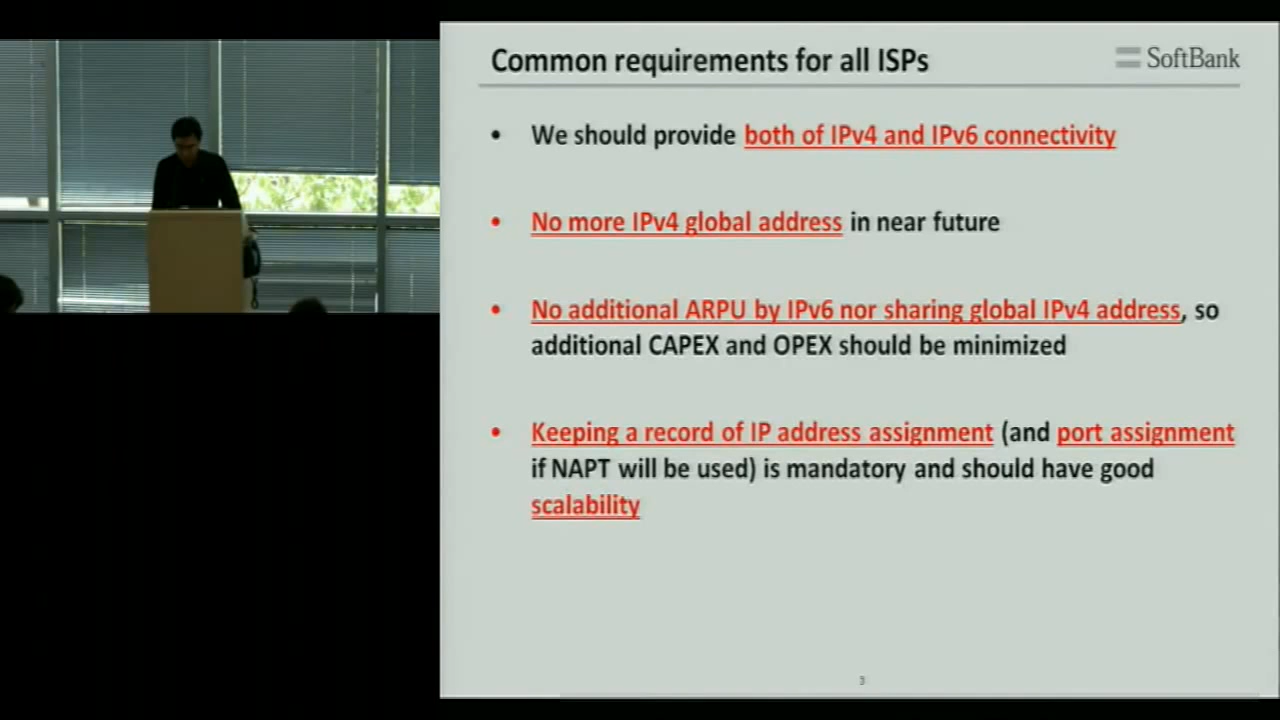 Common requirements for all ISPs
SoftBank
• We should provide both of IPv4 and IPv6 connectivity
• No more IPv4 global address in near future
• No additional ARPU by IPv6 nor sharing global IPv4 address, so
additional CAPEX and OPEX should be minimized
• Keeping a record of IP address assignment (and port assignment
if NAPT will be used) is mandatory and should have good
scalability
3